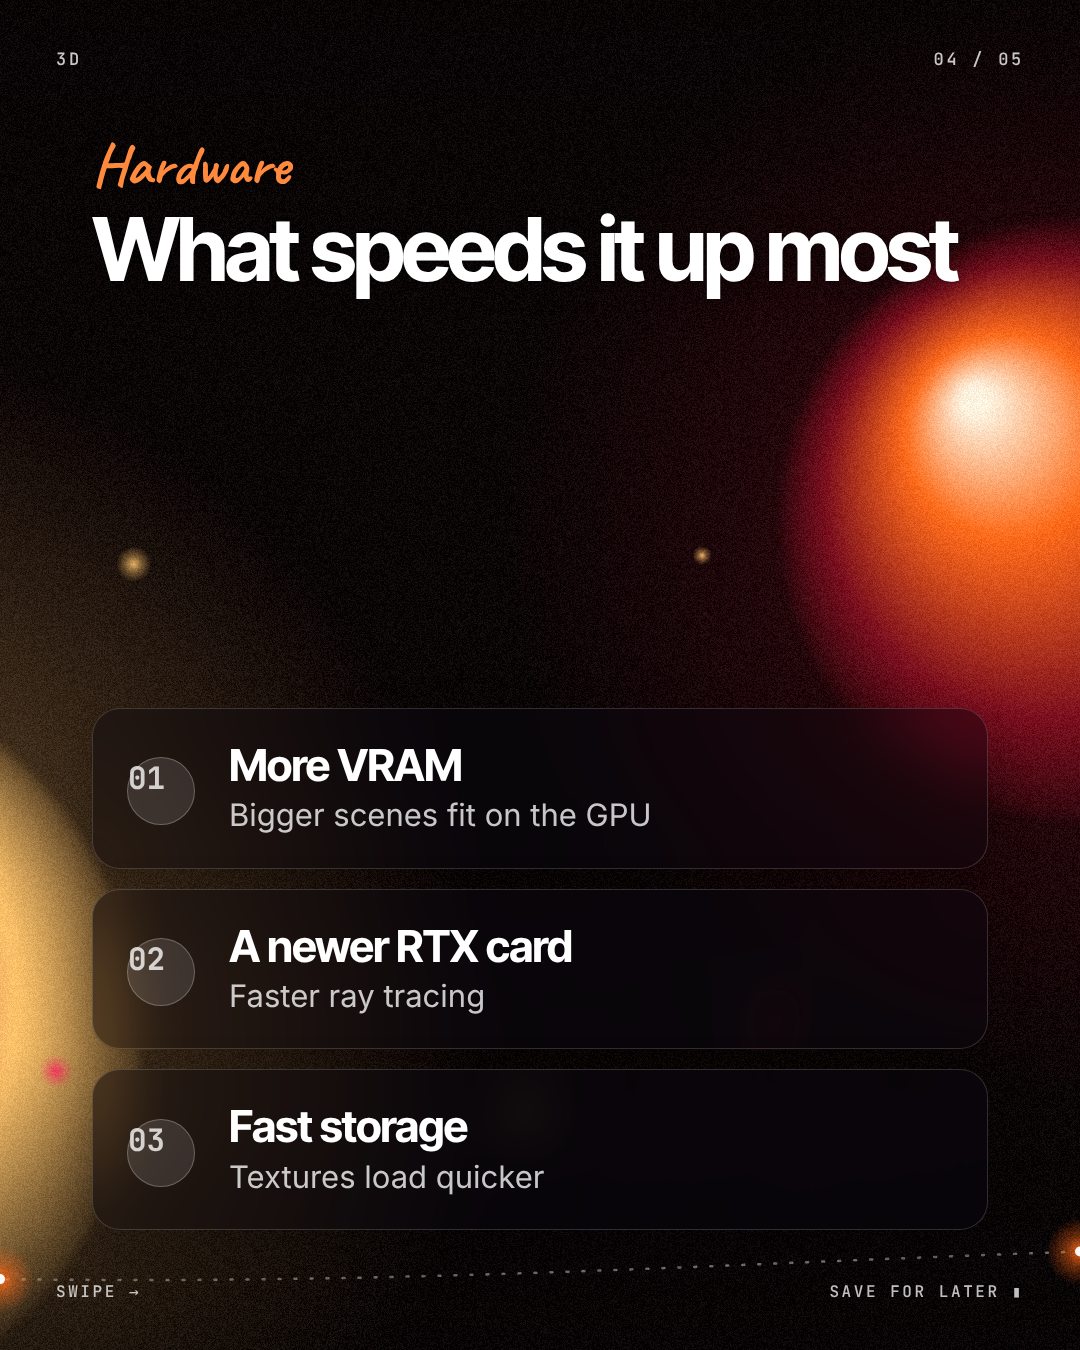 3D
04 / 05
Hardware
What speeds it up most
01
More VRAM
Bigger scenes fit on the GPU
02
A newer RTX card
Faster ray tracing
03
Fast storage
Textures load quicker
SWIPE →
SAVE FOR LATER ▮